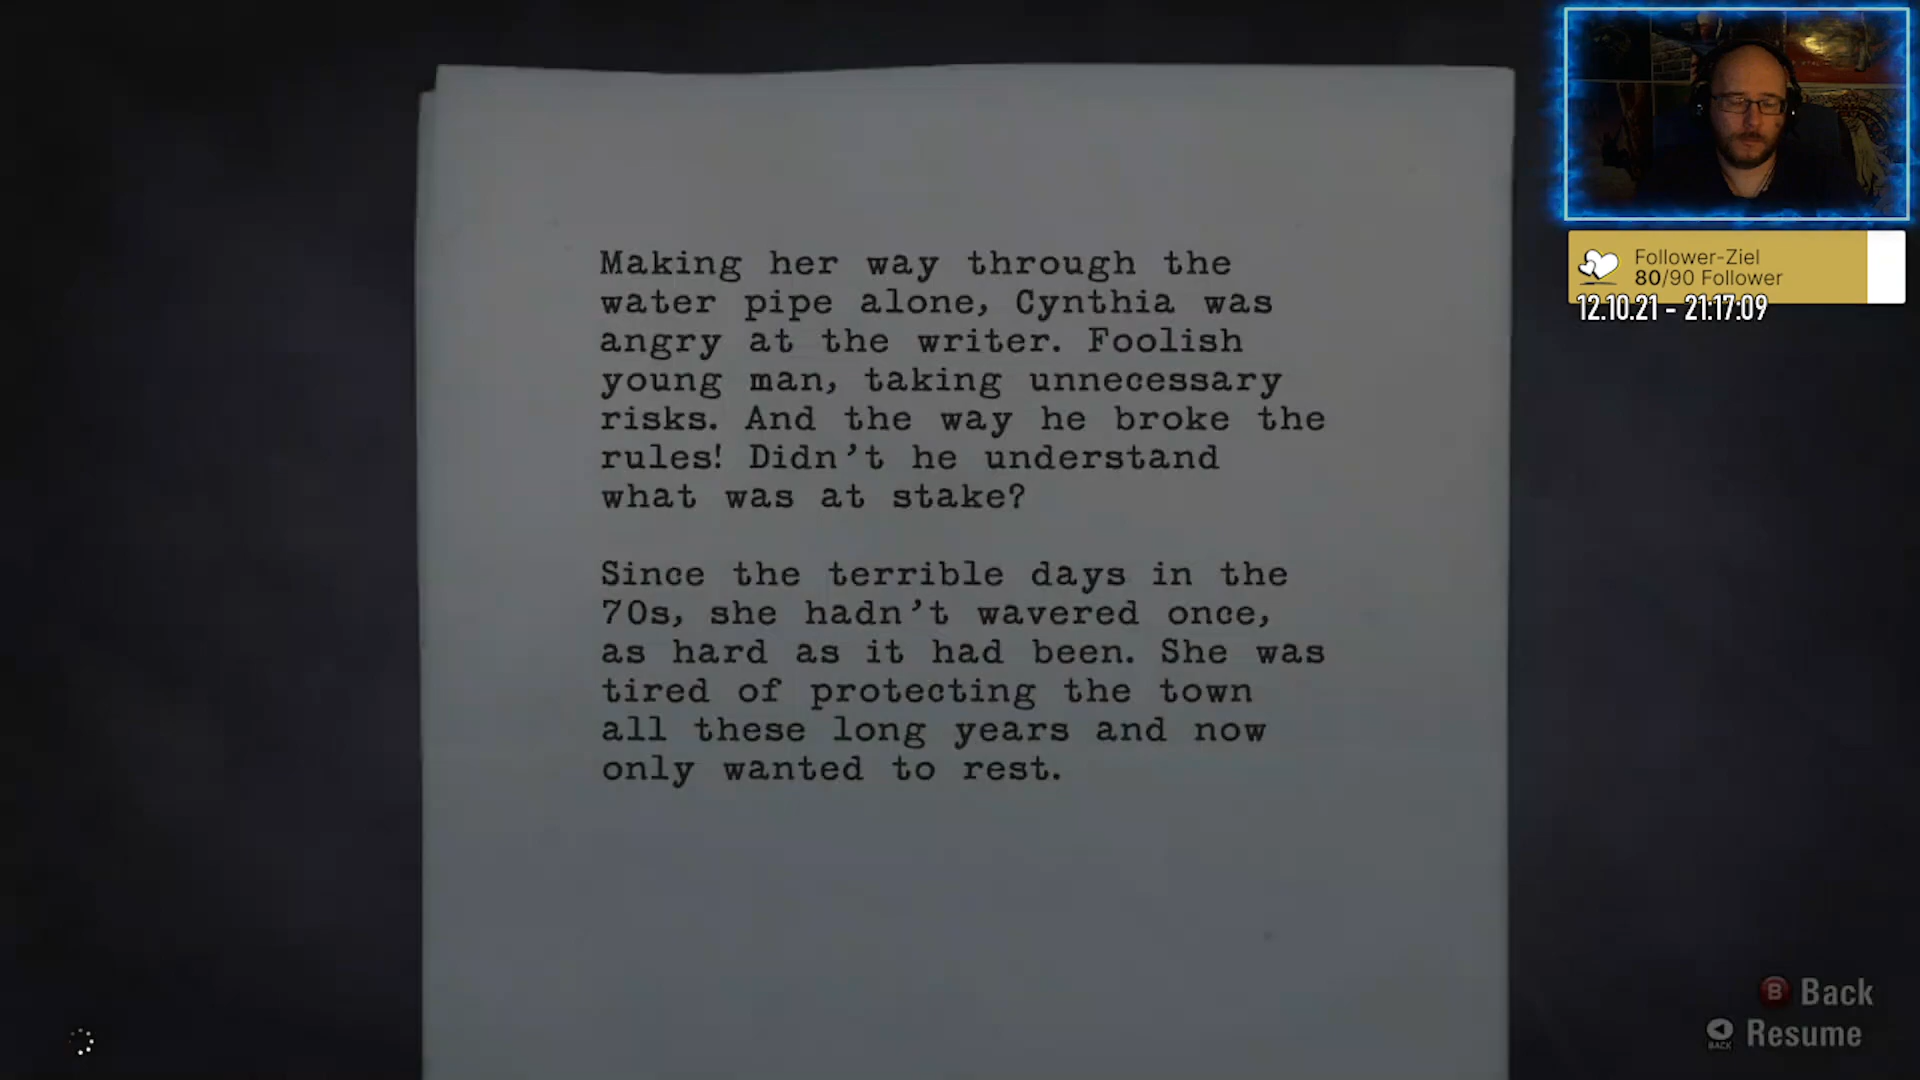 Making her way through the
water pipe alone, Cynthia was
angry at the writer. Foolish
young man, taking unnecessary
risks. And the way he broke the
rules! Didn't he understand
what was at stake?
Since the terrible days in the
70s, she hadn't wavered once,
as hard as it had been. She was
tired of protecting the town
all these long years and now
only wanted to rest.
Follower-Ziel
80/90 Follower
12.10.21 - 21:17:09
B Back
BACK Resume